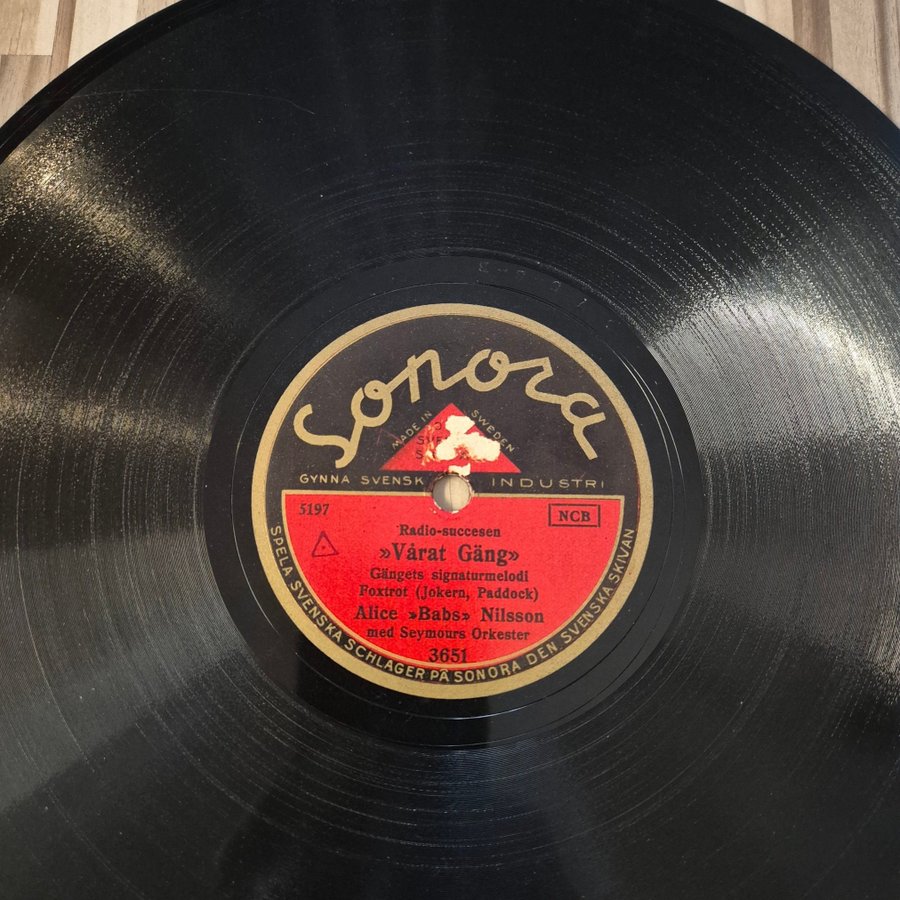 Sonora
MADE IN SWEDEN
GYNNA SVENSK INDUSTRI
5197
NCB
Radio-succesen
»Vårat Gäng»
Gängets signaturmelodi
Foxtrot (Jokern, Paddock)
Alice »Babs» Nilsson
med Seymours Orkester
3651
SPELA SVENSKA SCHLAGER PÅ SONORA DEN SVENSKA SKIVAN